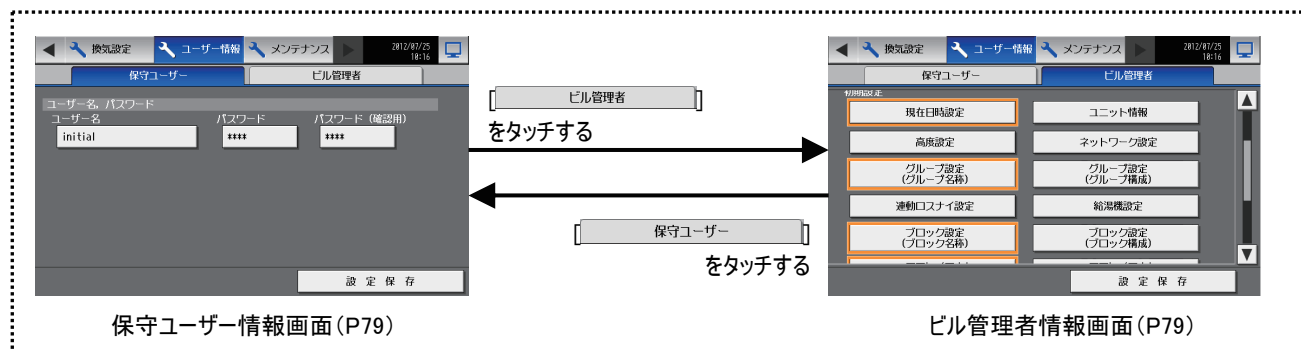 換気設定
ユーザー情報
メンテナンス
2012/07/25
10:16
保守ユーザー
ビル管理者
ユーザー名, パスワード
ユーザー名
パスワード
パスワード (確認用)
initial
****
****
設 定 保 存
保守ユーザー情報画面(P79)
[ ビル管理者 ]
をタッチする
[ 保守ユーザー ]
をタッチする
換気設定
ユーザー情報
メンテナンス
2012/07/25
10:16
保守ユーザー
ビル管理者
初期設定
現在日時設定
ユニット情報
高度設定
ネットワーク設定
グループ設定
(グループ名称)
グループ設定
(グループ構成)
連動ロスナイ設定
給湯機設定
ブロック設定
(ブロック名称)
ブロック設定
(ブロック構成)
設 定 保 存
ビル管理者情報画面(P79)